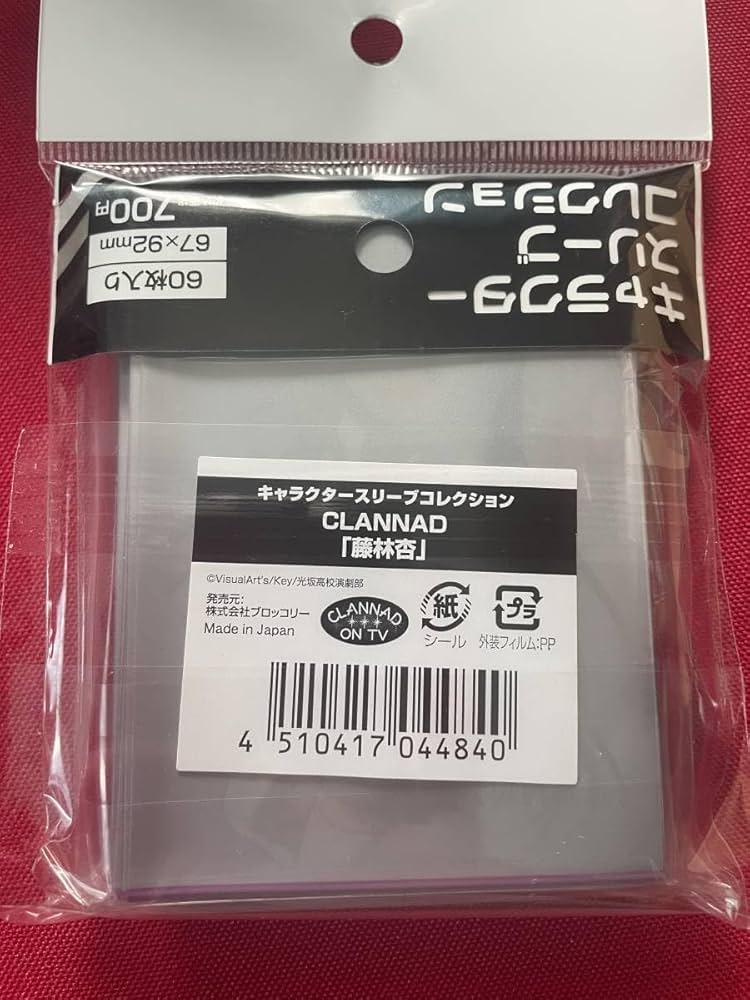 キャラクター
スリーブ
コレクション
60枚入り
67×92mm
700円
キャラクタースリーブコレクション
CLANNAD
「藤林杏」
©VisualArt's/Key/光坂高校演劇部
発売元:
株式会社ブロッコリー
Made in Japan
CLANNAD
ON TV
紙
シール
プラ
外装フィルム:PP
4 510417 044840